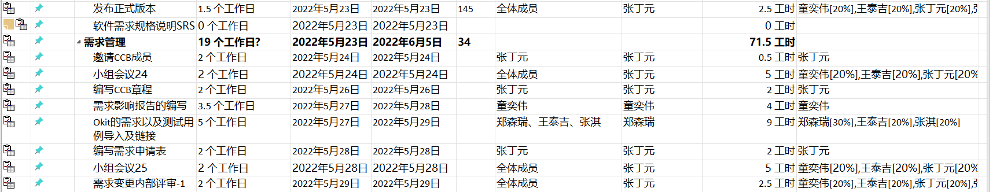 发布正式版本 1.5 个工作日 2022年5月23日 2022年5月23日 145 全体成员 张丁元 2.5 工时 童奕伟[20%],王泰吉[20%],张丁元[20%],
软件需求规格说明SRS 0 个工作日 2022年5月23日 2022年5月23日 0 工时
需求管理 19 个工作日? 2022年5月23日 2022年6月5日 34 71.5 工时
邀请CCB成员 2 个工作日 2022年5月24日 2022年5月24日 张丁元 张丁元 0.5 工时 张丁元
小组会议24 2 个工作日 2022年5月24日 2022年5月24日 全体成员 张丁元 5 工时 童奕伟[20%],王泰吉[20%],张丁元[20%
编写CCB章程 2 个工作日 2022年5月26日 2022年5月26日 张丁元 张丁元 2 工时 张丁元
需求影响报告的编写 3.5 个工作日 2022年5月27日 2022年5月28日 童奕伟 童奕伟 4 工时 童奕伟
Okit的需求以及测试用 5 个工作日 2022年5月27日 2022年5月29日 郑森瑞、王泰吉、张淇 郑森瑞 9 工时 郑森瑞[30%],王泰吉[20%],张淇[20%]
例导入及链接
编写需求申请表 2 个工作日 2022年5月28日 2022年5月28日 张丁元 张丁元 2 工时 张丁元
小组会议25 2 个工作日 2022年5月28日 2022年5月28日 全体成员 张丁元 5 工时 童奕伟[20%],王泰吉[20%],张丁元[20%
需求变更内部评审-1 2 个工作日 2022年5月29日 2022年5月29日 全体成员 张丁元 2.5 工时 童奕伟[20%],王泰吉[20%],张丁元[20%],